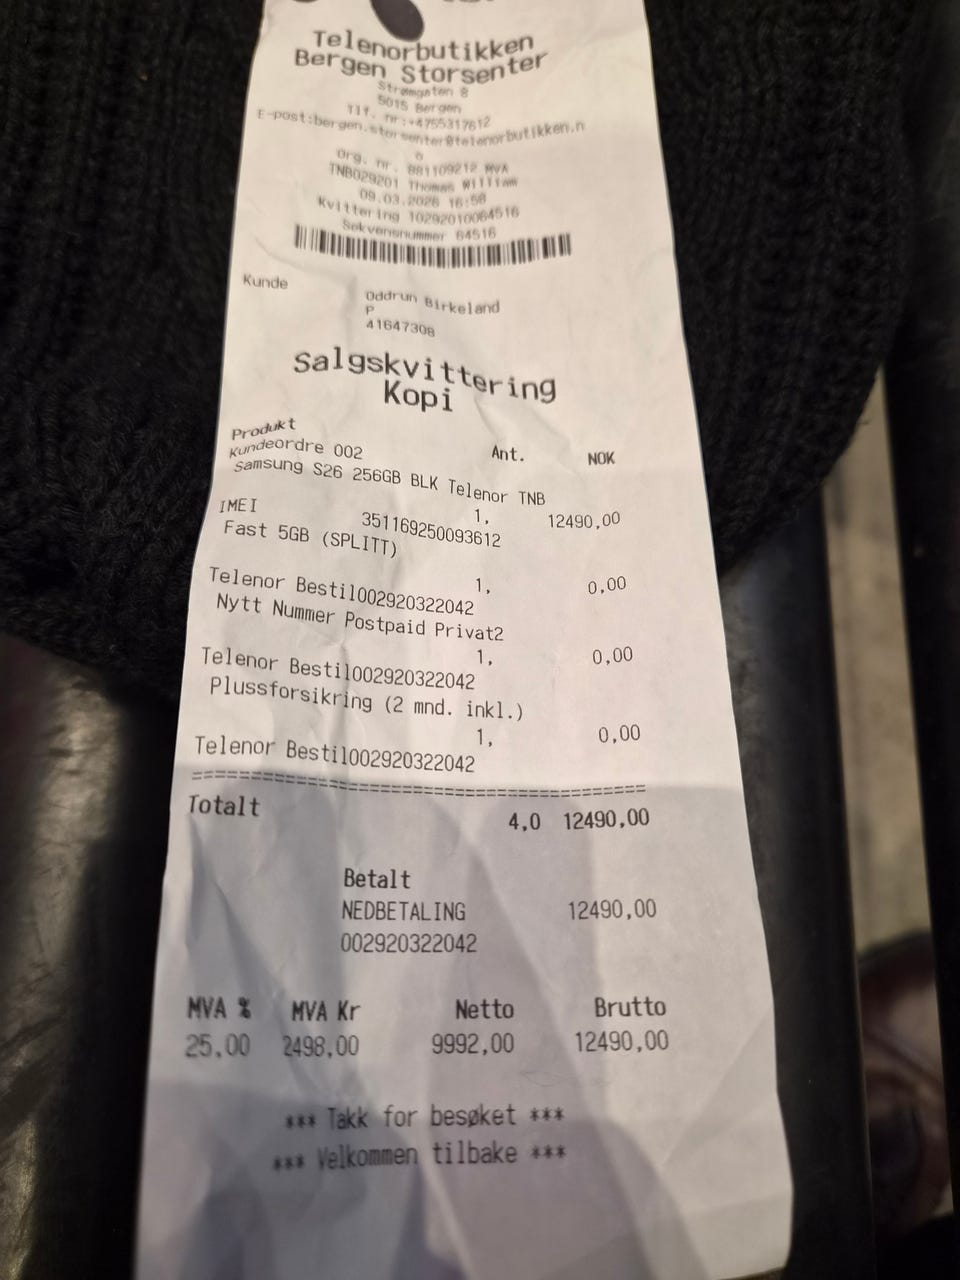 Telenorbutikken
Bergen Storsenter
Strømgaten 8
5015 Bergen
Tlf. nr:+4755317612
E-post:bergen.storsenter@telenorbutikken.n
o
Org. nr. 881109212 MVA
TNB029201 Thomas William
09.03.2026 16:58
Kvittering 10292010064516
Sekvensnummer 64516
Kunde
Oddrun Birkeland
P
41647308
Salgskvittering
Kopi
Produkt Ant. NOK
Kundeordre 002
Samsung S26 256GB BLK Telenor TNB
1, 12490,00
IMEI 351169250093612
Fast 5GB (SPLITT)
1, 0,00
Telenor Bestil002920322042
Nytt Nummer Postpaid Privat2
1, 0,00
Telenor Bestil002920322042
Plussforsikring (2 mnd. inkl.)
1, 0,00
Telenor Bestil002920322042
========================================
Totalt 4,0 12490,00
Betalt
NEDBETALING 12490,00
002920322042
MVA % MVA Kr Netto Brutto
25,00 2498,00 9992,00 12490,00
*** Takk for besøket ***
*** Velkommen tilbake ***